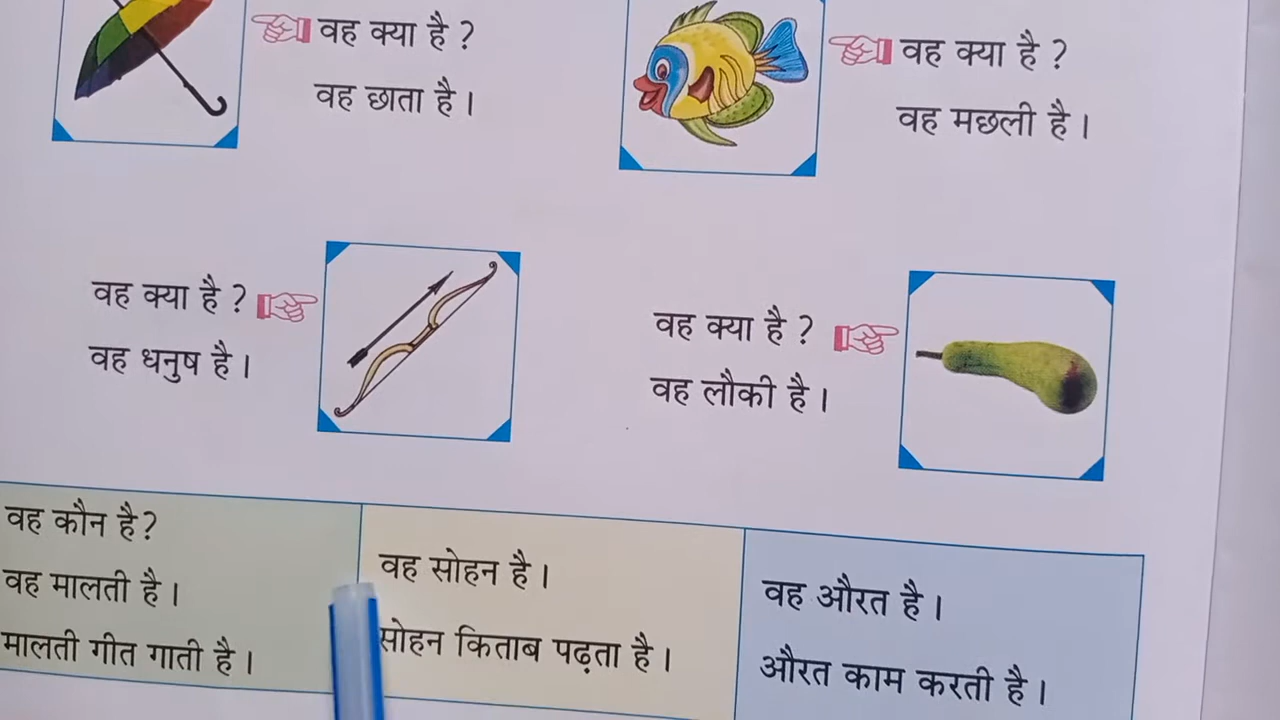 वह क्या है ?
वह छाता है ।
वह क्या है ?
वह मछली है ।
वह क्या है ?
वह धनुष है ।
वह क्या है ?
वह लौकी है ।
वह कौन है?
वह मालती है ।
मालती गीत गाती है ।
वह सोहन है ।
सोहन किताब पढ़ता है ।
वह औरत है ।
औरत काम करती है ।